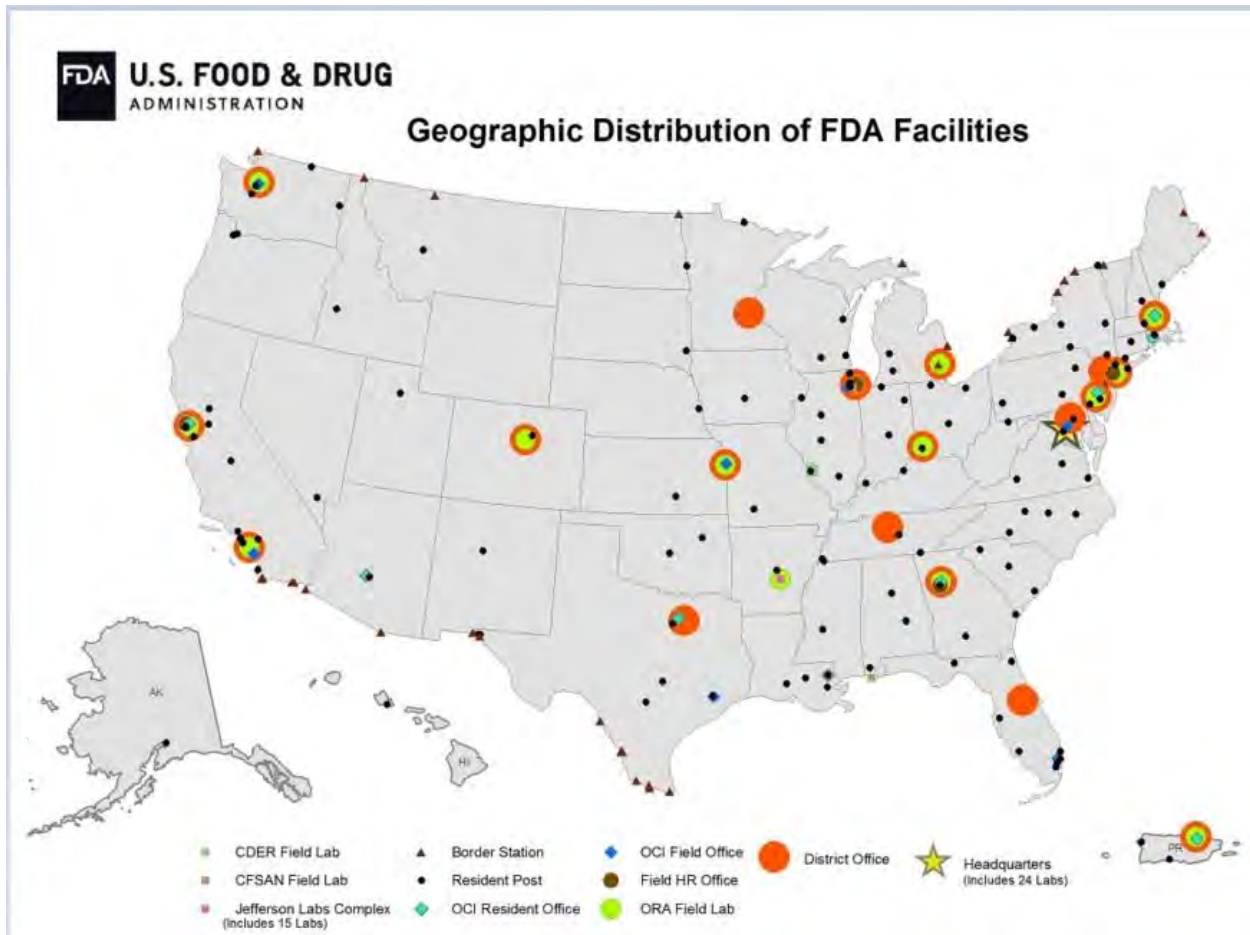 FDA
U.S. FOOD & DRUG
ADMINISTRATION
Geographic Distribution of FDA Facilities
AK
HI
PR
CDER Field Lab
CFSAN Field Lab
Jefferson Labs Complex
(Includes 15 Labs)
Border Station
Resident Post
OCI Resident Office
OCI Field Office
Field HR Office
ORA Field Lab
District Office
Headquarters
(Includes 24 Labs)